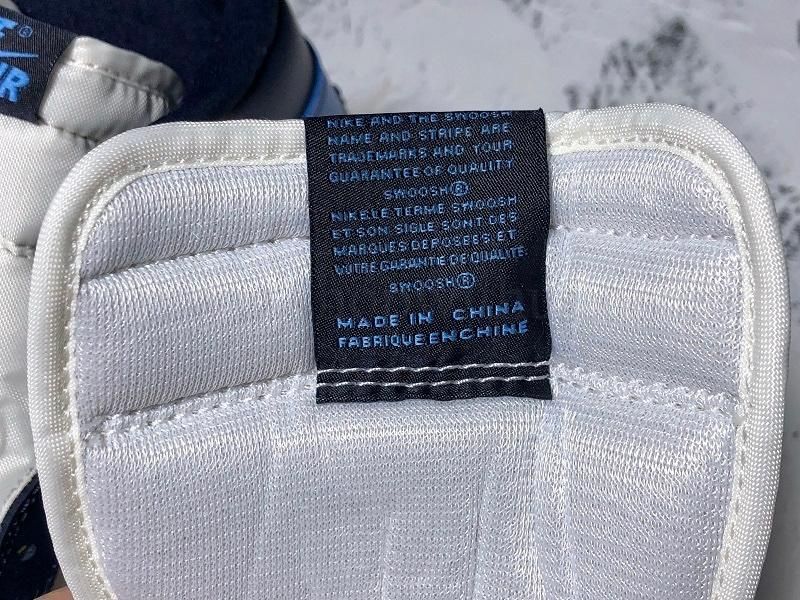 NIKE AND THE SWOOSH
NAME AND STRIPE ARE
TRADEMARKS AND YOUR
GUARANTEE OF QUALITY
SWOOSH®
NIKE.LE TERME SWOOSH
ET SON SIGLE SONT DES
MARQUES DEPOSEES ET
VOTRE GUARANTIE DE QUALITE
SWOOSH®
MADE IN CHINA
FABRIQUE EN CHINE